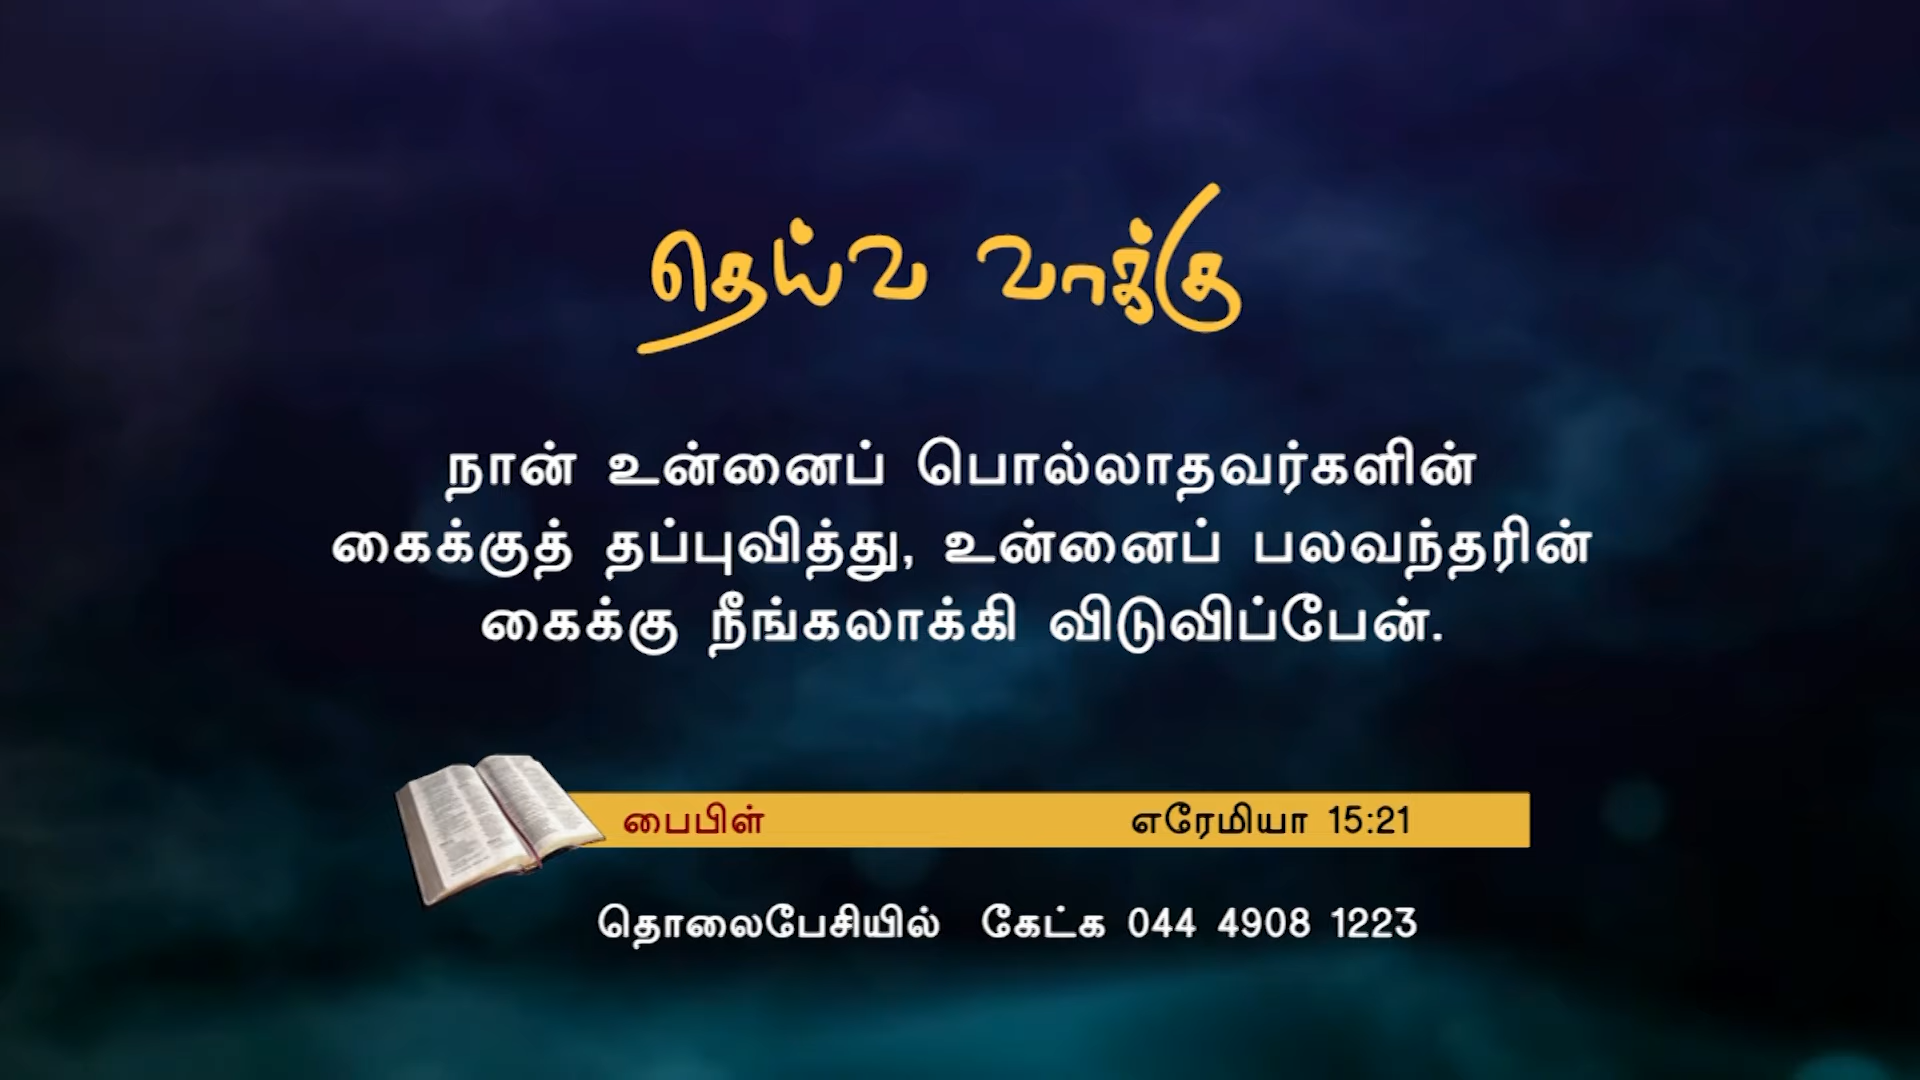 தெய்வ வாக்கு
நான் உன்னைப் பொல்லாதவர்களின்
கைக்குத் தப்புவித்து, உன்னைப் பலவந்தரின்
கைக்கு நீங்கலாக்கி விடுவிப்பேன்.
பைபிள் எரேமியா 15:21
தொலைபேசியில் கேட்க 044 4908 1223